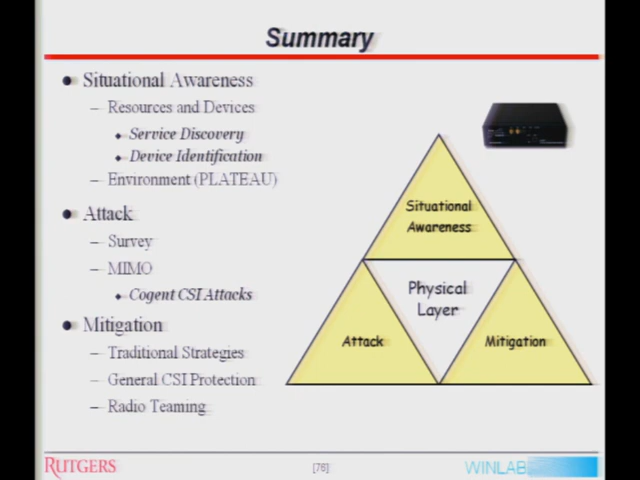 Summary
• Situational Awareness
– Resources and Devices
◆ Service Discovery
◆ Device Identification
– Environment (PLATEAU)
• Attack
– Survey
– MIMO
◆ Cogent CSI Attacks
• Mitigation
– Traditional Strategies
– General CSI Protection
– Radio Teaming
Situational
Awareness
Physical
Layer
Attack
Mitigation
RUTGERS
[76]
WINLAB